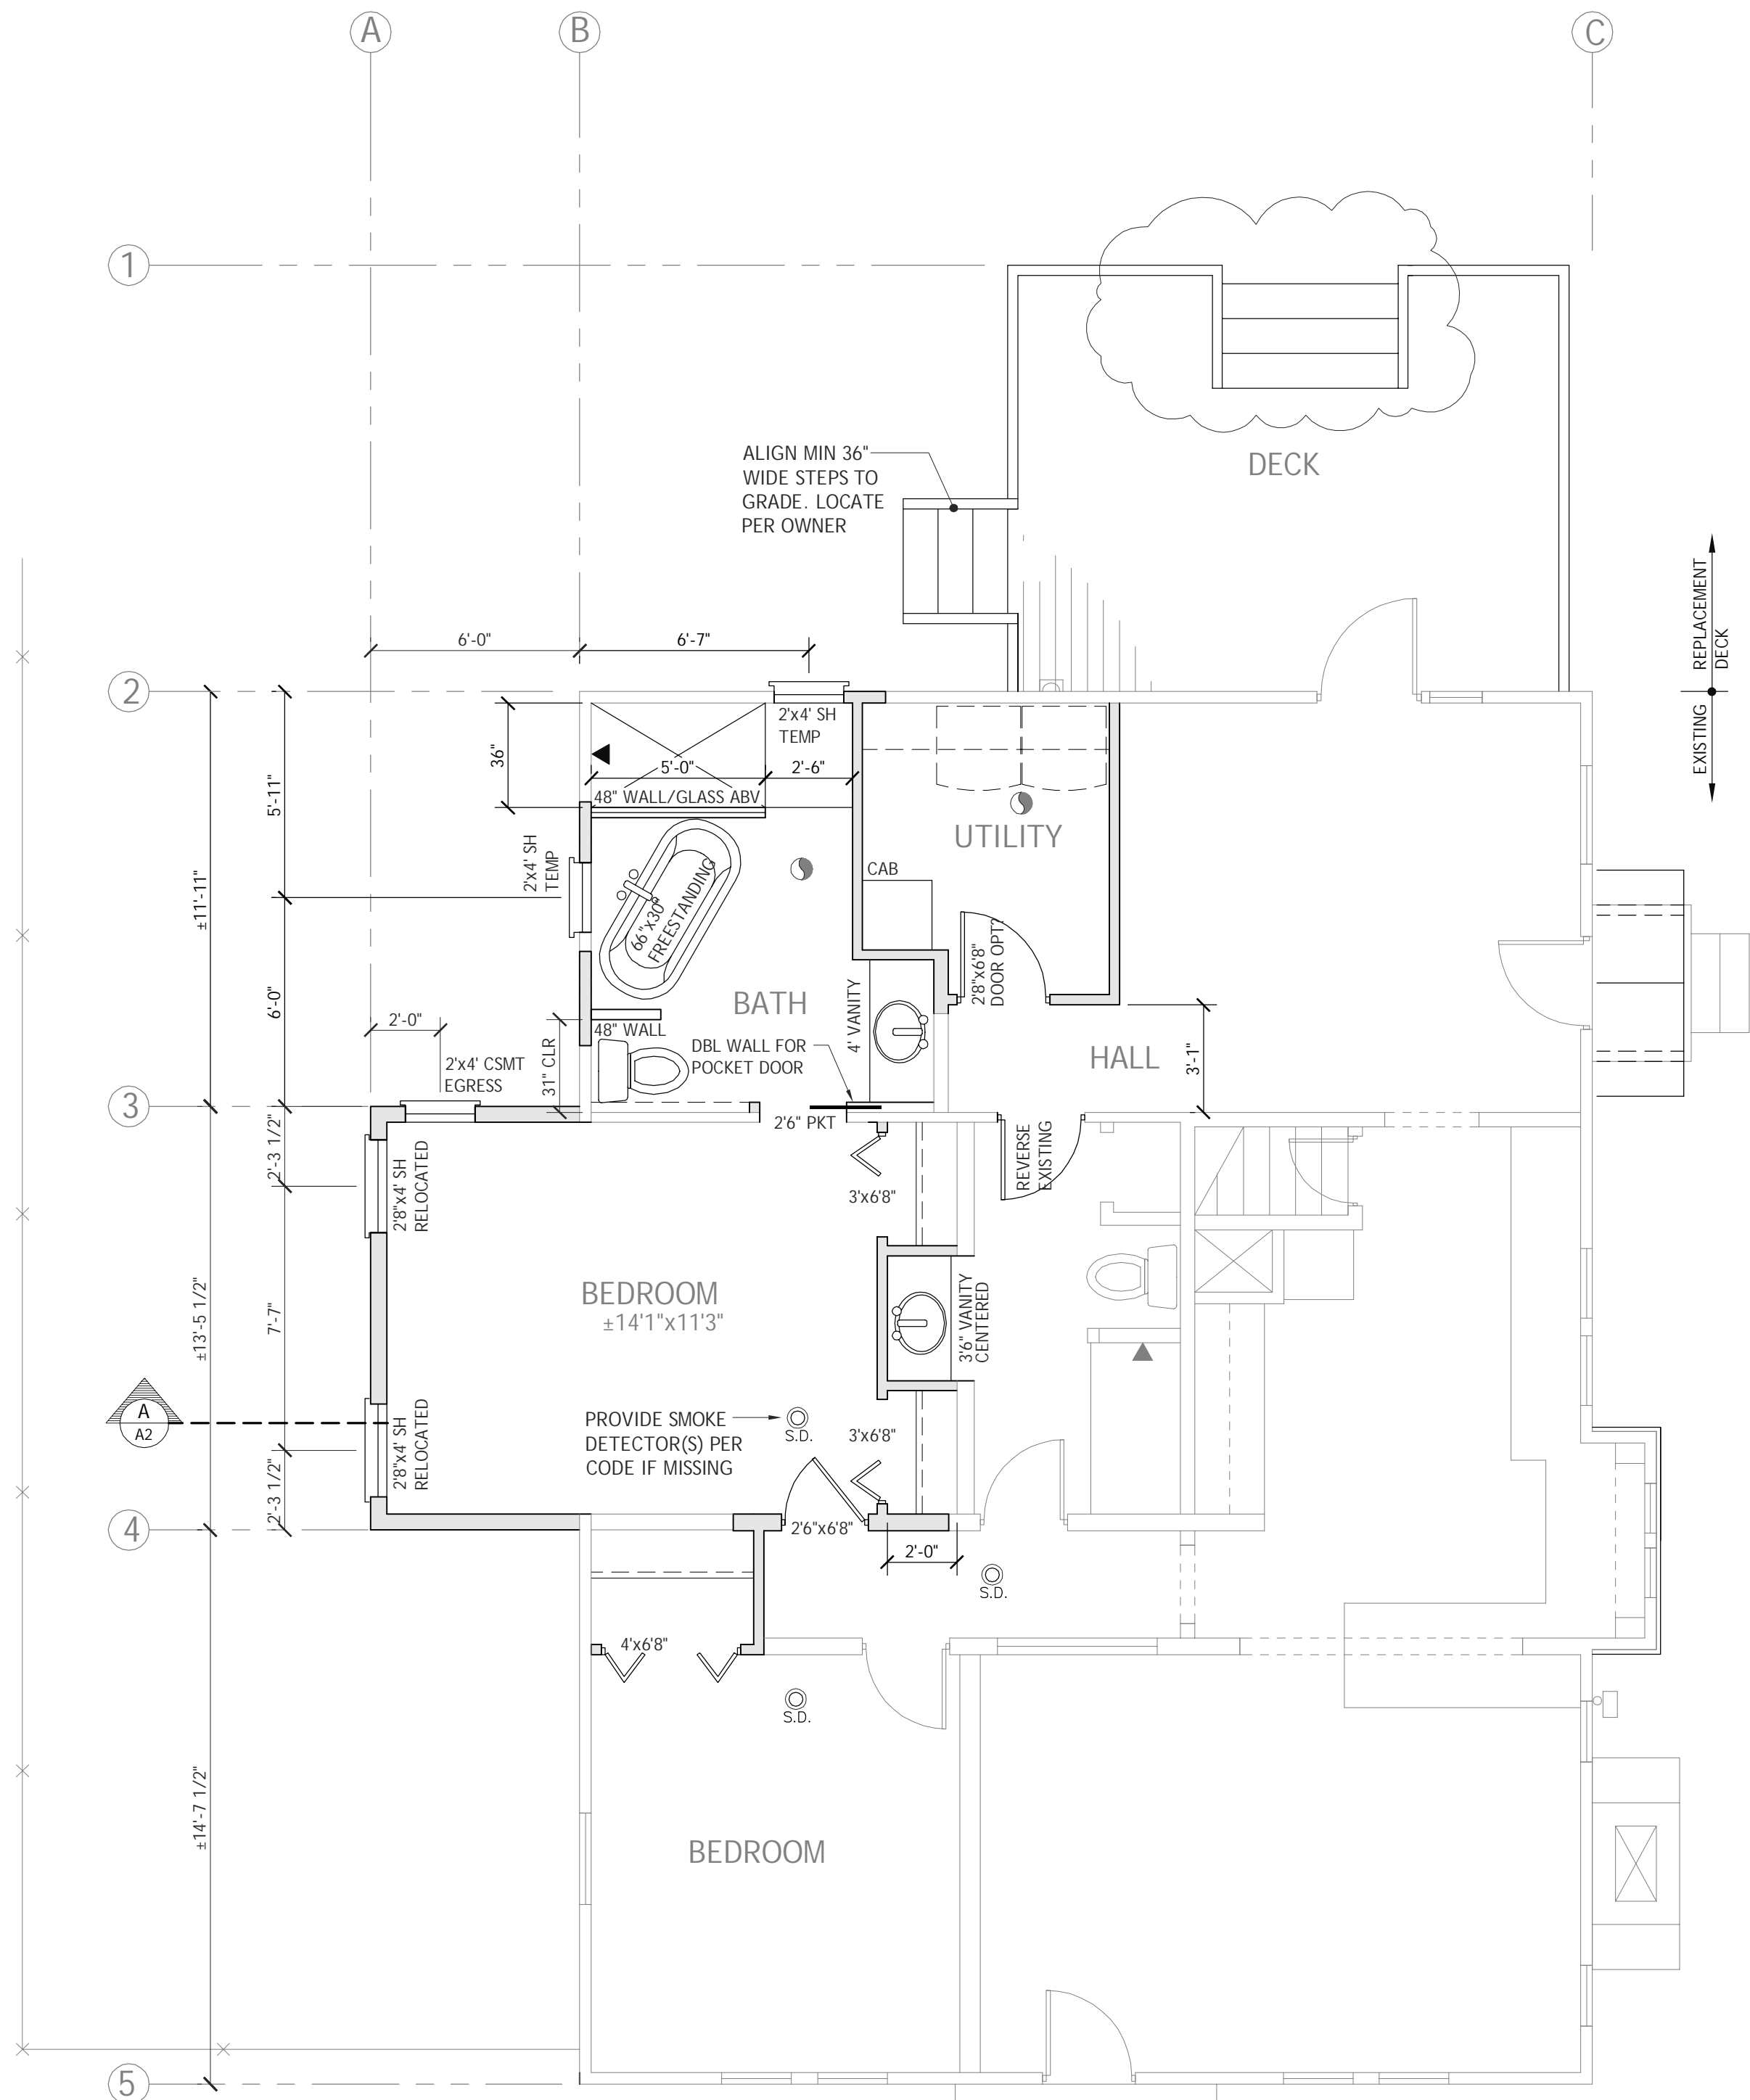 A
B
C
1
ALIGN MIN 36"
WIDE STEPS TO
GRADE. LOCATE
PER OWNER
DECK
REPLACEMENT
DECK
EXISTING
6'-0"
6'-7"
2
2'x4' SH
TEMP
36"
5'-0"
2'-6"
48" WALL/GLASS ABV
5'-11"
±11'-11"
2'x4' SH
TEMP
UTILITY
CAB
66"x30"
FREESTANDING
BATH
4' VANITY
2'8"x6'8"
DOOR OPT?
6'-0"
2'-0"
48" WALL
31" CLR
DBL WALL FOR
POCKET DOOR
HALL
3'-1"
2'x4' CSMT
EGRESS
3
2'6" PKT
2'-3 1/2"
2'8"x4' SH
RELOCATED
3'x6'8"
REVERSE
EXISTING
BEDROOM
±14'1"x11'3"
±13'-5 1/2"
7'-7"
3'6" VANITY
CENTERED
A
A2
2'8"x4' SH
RELOCATED
PROVIDE SMOKE
DETECTOR(S) PER
CODE IF MISSING
S.D.
3'x6'8"
2'-3 1/2"
4
2'6"x6'8"
2'-0"
S.D.
4'x6'8"
S.D.
±14'-7 1/2"
BEDROOM
5